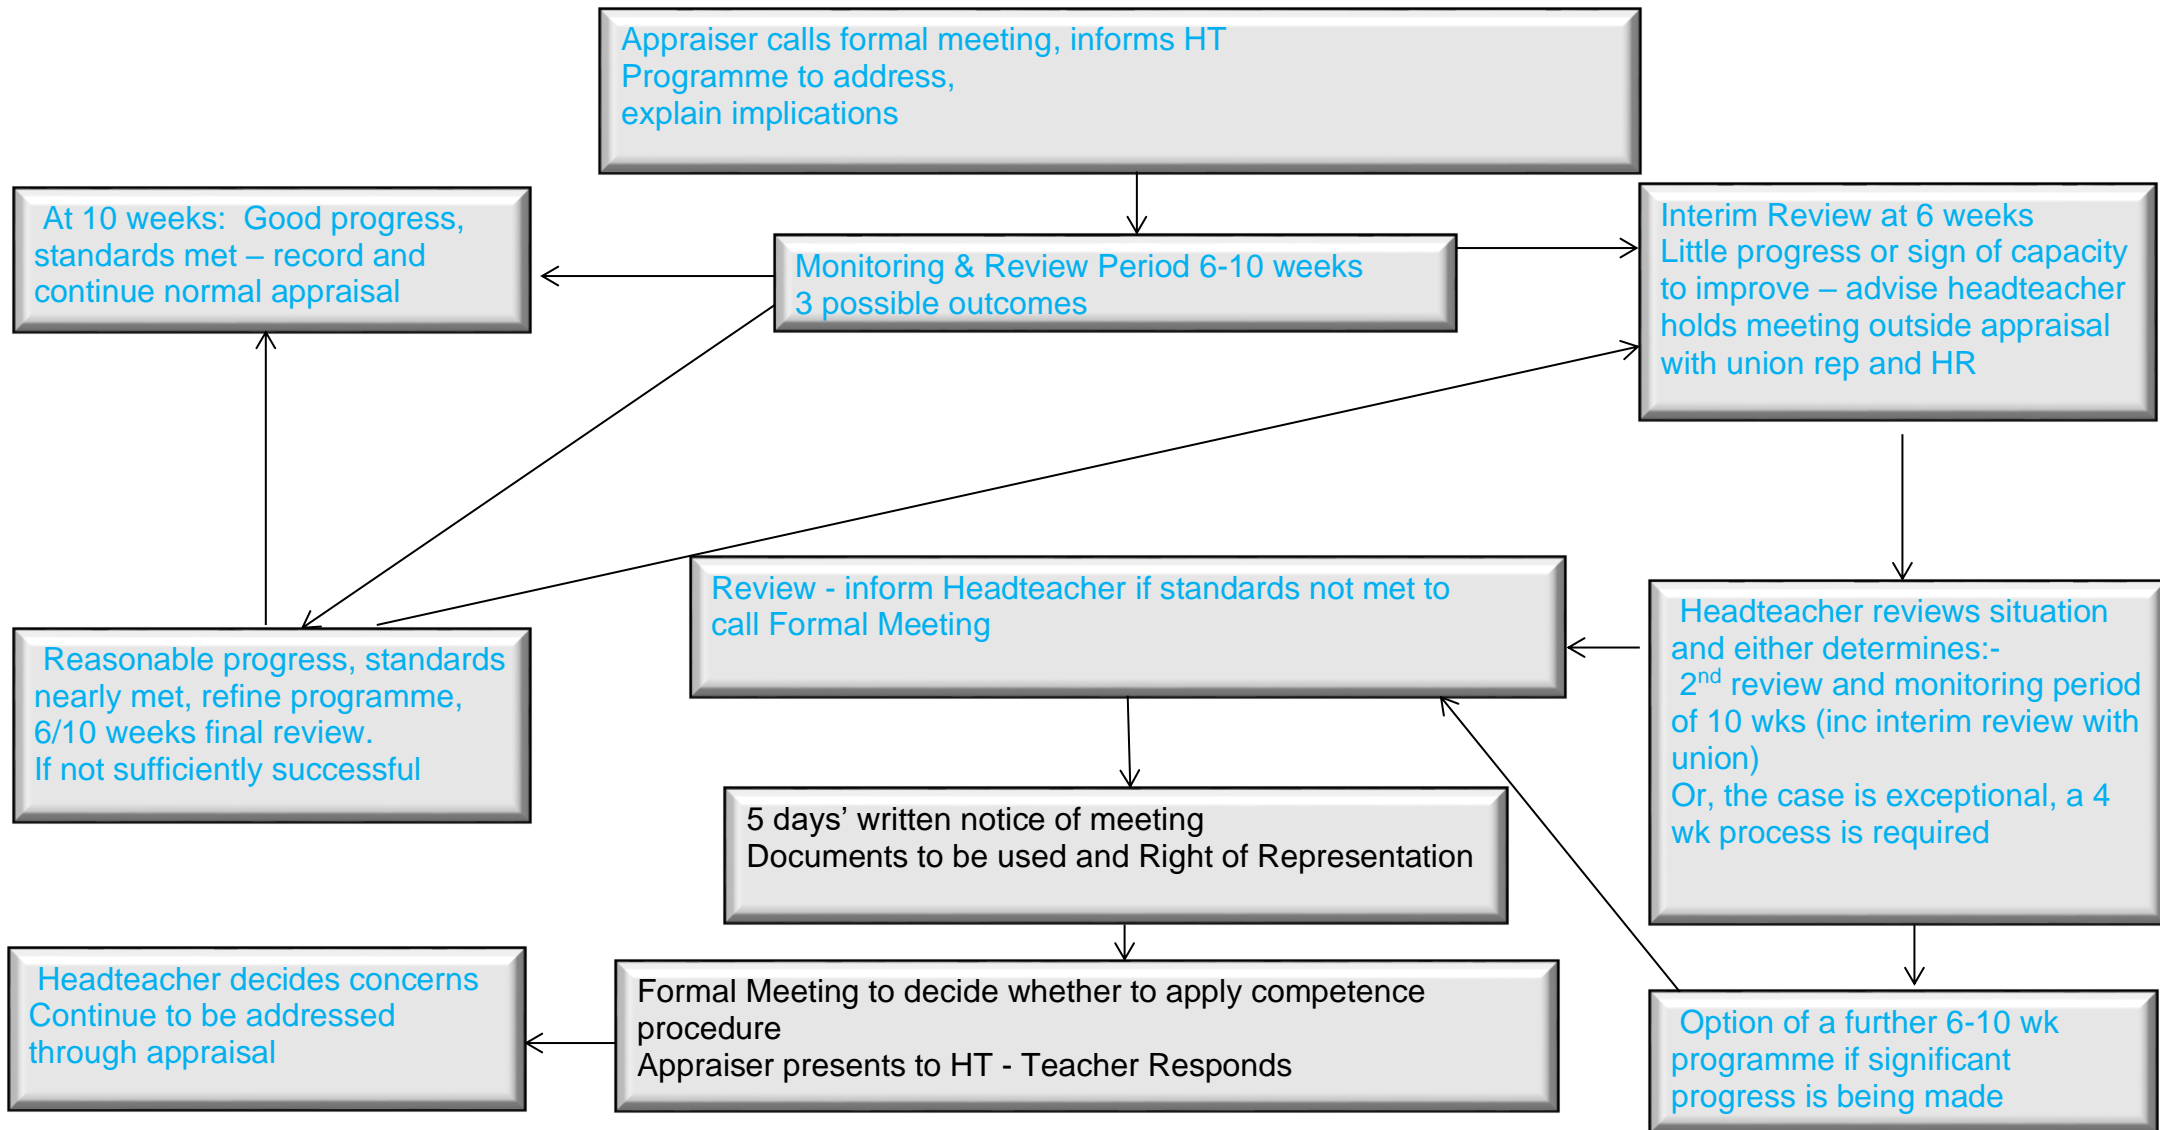 Appraiser calls formal meeting, informs HT
Programme to address,
explain implications
At 10 weeks:  Good progress,
standards met – record and
continue normal appraisal
Monitoring & Review Period 6-10 weeks
3 possible outcomes
Interim Review at 6 weeks
Little progress or sign of capacity
to improve – advise headteacher
holds meeting outside appraisal
with union rep and HR
Reasonable progress, standards
nearly met, refine programme,
6/10 weeks final review.
If not sufficiently successful
Review - inform Headteacher if standards not met to
call Formal Meeting
Headteacher reviews situation
and either determines:-
2nd review and monitoring period
of 10 wks (inc interim review with
union)
Or, the case is exceptional, a 4
wk process is required
5 days’ written notice of meeting
Documents to be used and Right of Representation
Headteacher decides concerns
Continue to be addressed
through appraisal
Formal Meeting to decide whether to apply competence
procedure
Appraiser presents to HT - Teacher Responds
Option of a further 6-10 wk
programme if significant
progress is being made